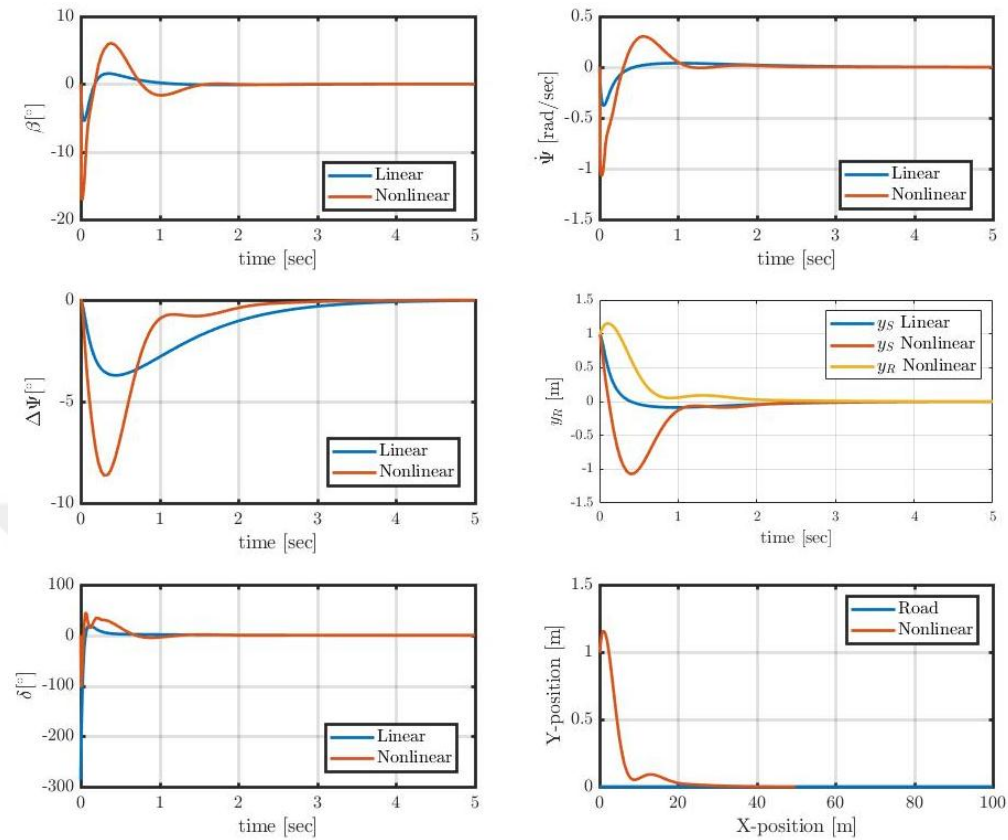 10
0
-10
-20
β[°]
0
1
2
3
4
5
time [sec]
Linear
Nonlinear
0.5
0
-0.5
-1
-1.5
Ψ̇ [rad/sec]
0
1
2
3
4
5
time [sec]
Linear
Nonlinear
0
-5
-10
ΔΨ[°]
0
1
2
3
4
5
time [sec]
Linear
Nonlinear
1.5
1
0.5
0
-0.5
-1
-1.5
y_R [m]
0
1
2
3
4
5
time [sec]
y_S Linear
y_S Nonlinear
y_R Nonlinear
100
0
-100
-200
-300
δ[°]
0
1
2
3
4
5
time [sec]
Linear
Nonlinear
1.5
1
0.5
0
Y-position [m]
0
20
40
60
80
100
X-position [m]
Road
Nonlinear